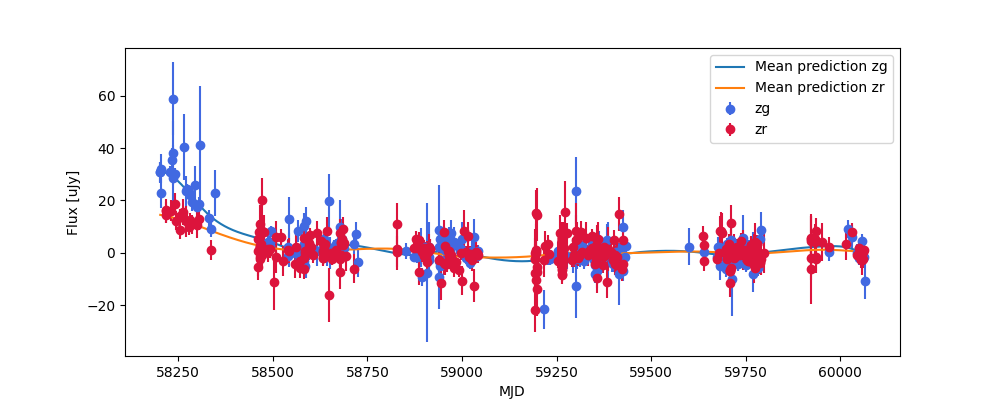 Mean prediction zg
Mean prediction zr
zg
zr
60
40
20
0
−20
Flux [uJy]
58250 58500 58750 59000 59250 59500 59750 60000
MJD